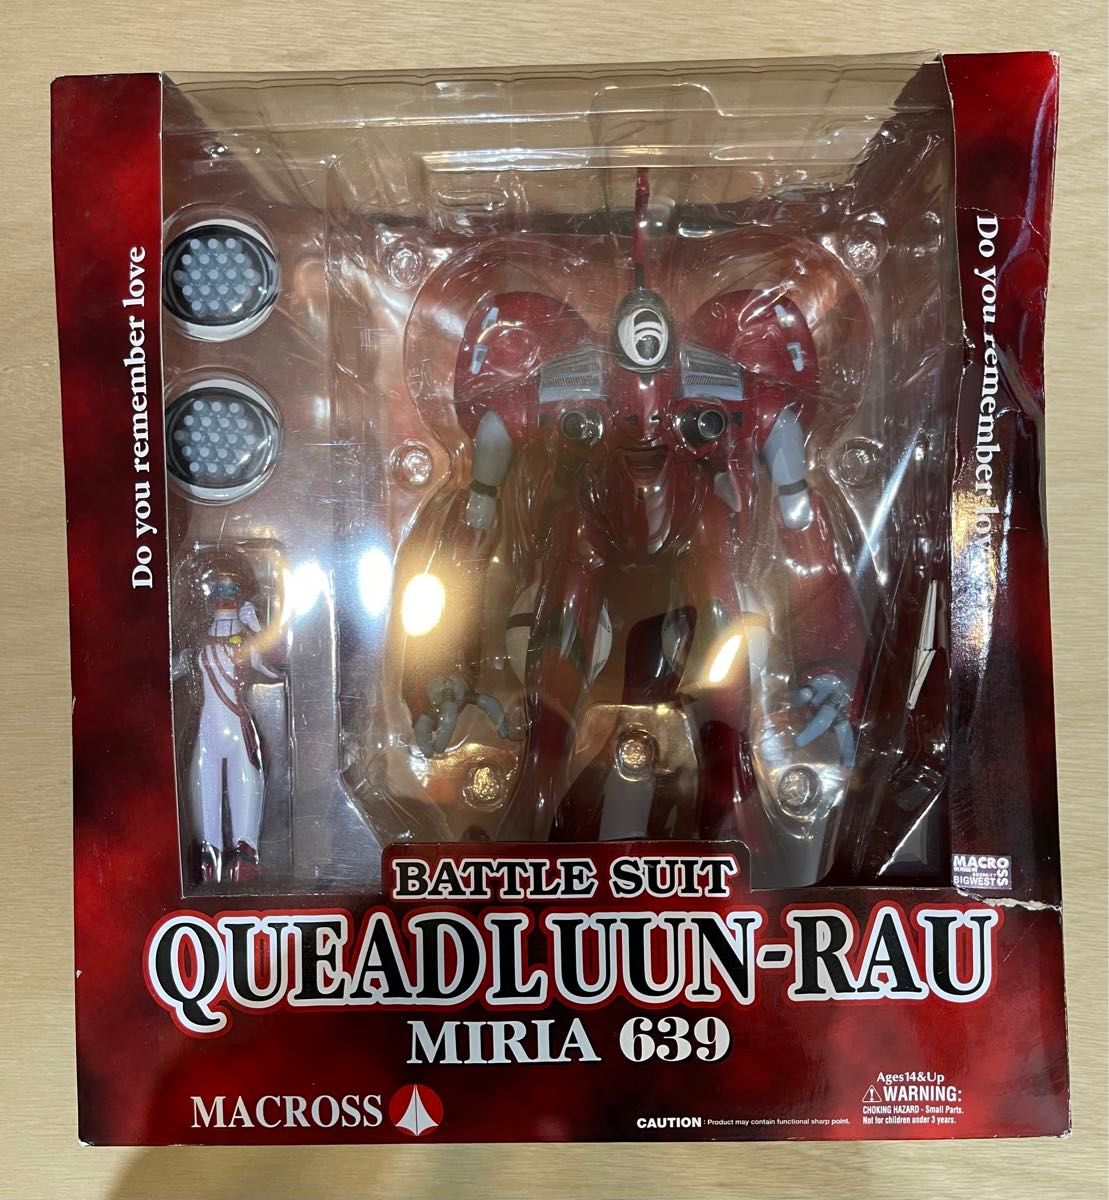 Do you remember love
Do you remember lov
MACROSS
BIGWEST
BATTLE SUIT
QUEADLUUN-RAU
MIRIA 639
MACROSS
Ages14&Up
WARNING:
CHOKING HAZARD - Small Parts.
Not for children under 3 years.
CAUTION : Product may contain functional sharp point.